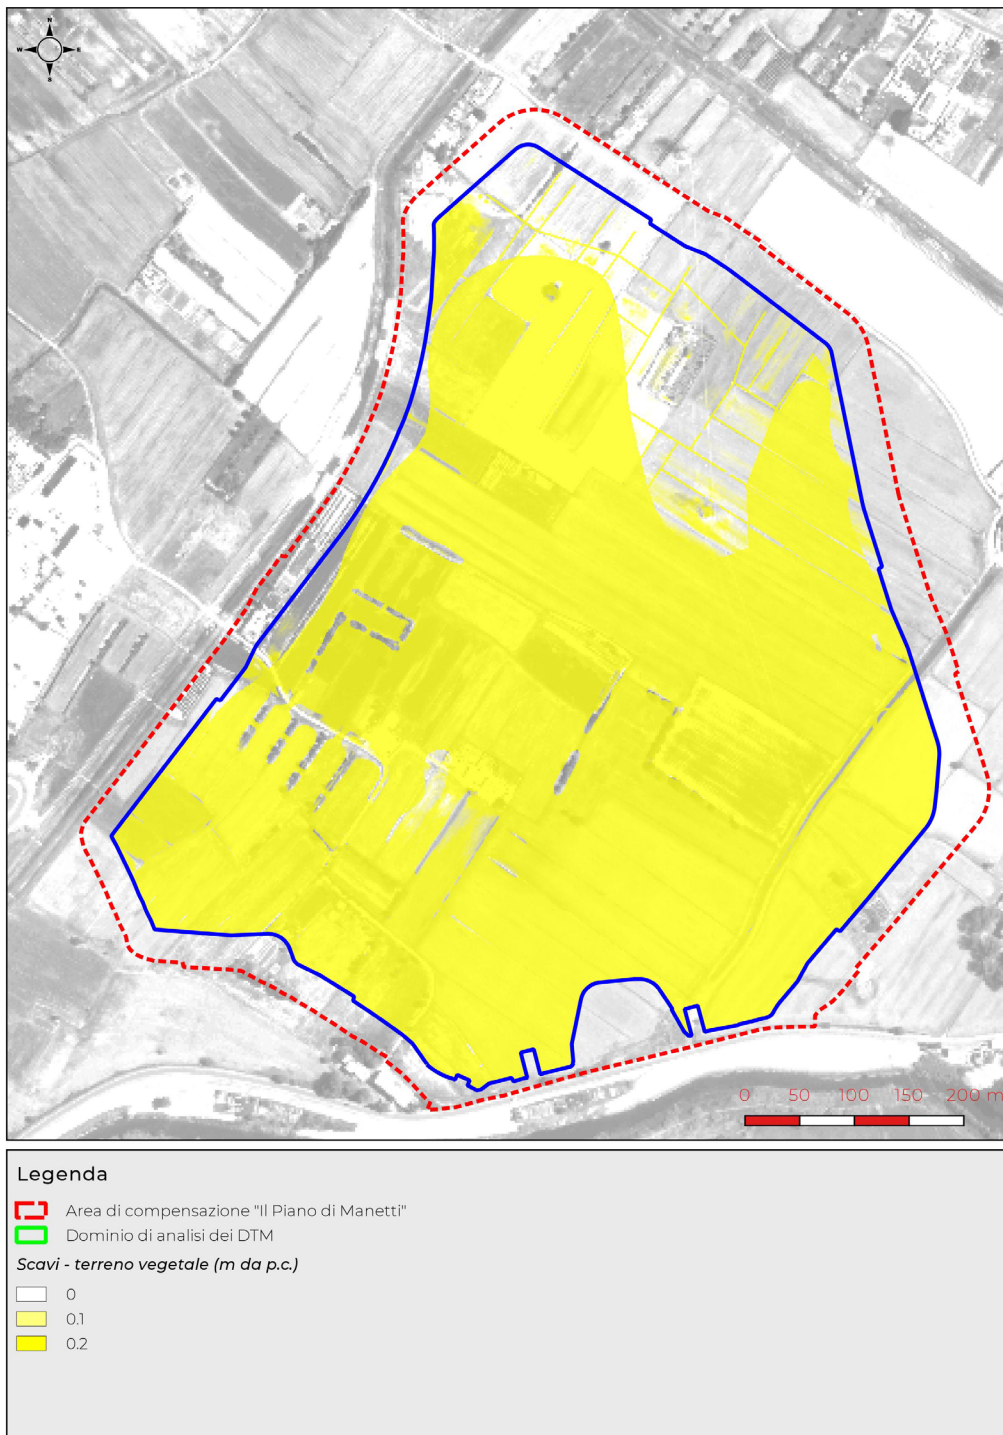 N
W E
S
0 50 100 150 200 m
Legenda
Area di compensazione "Il Piano di Manetti"
Dominio di analisi dei DTM
Scavi - terreno vegetale (m da p.c.)
0
0.1
0.2